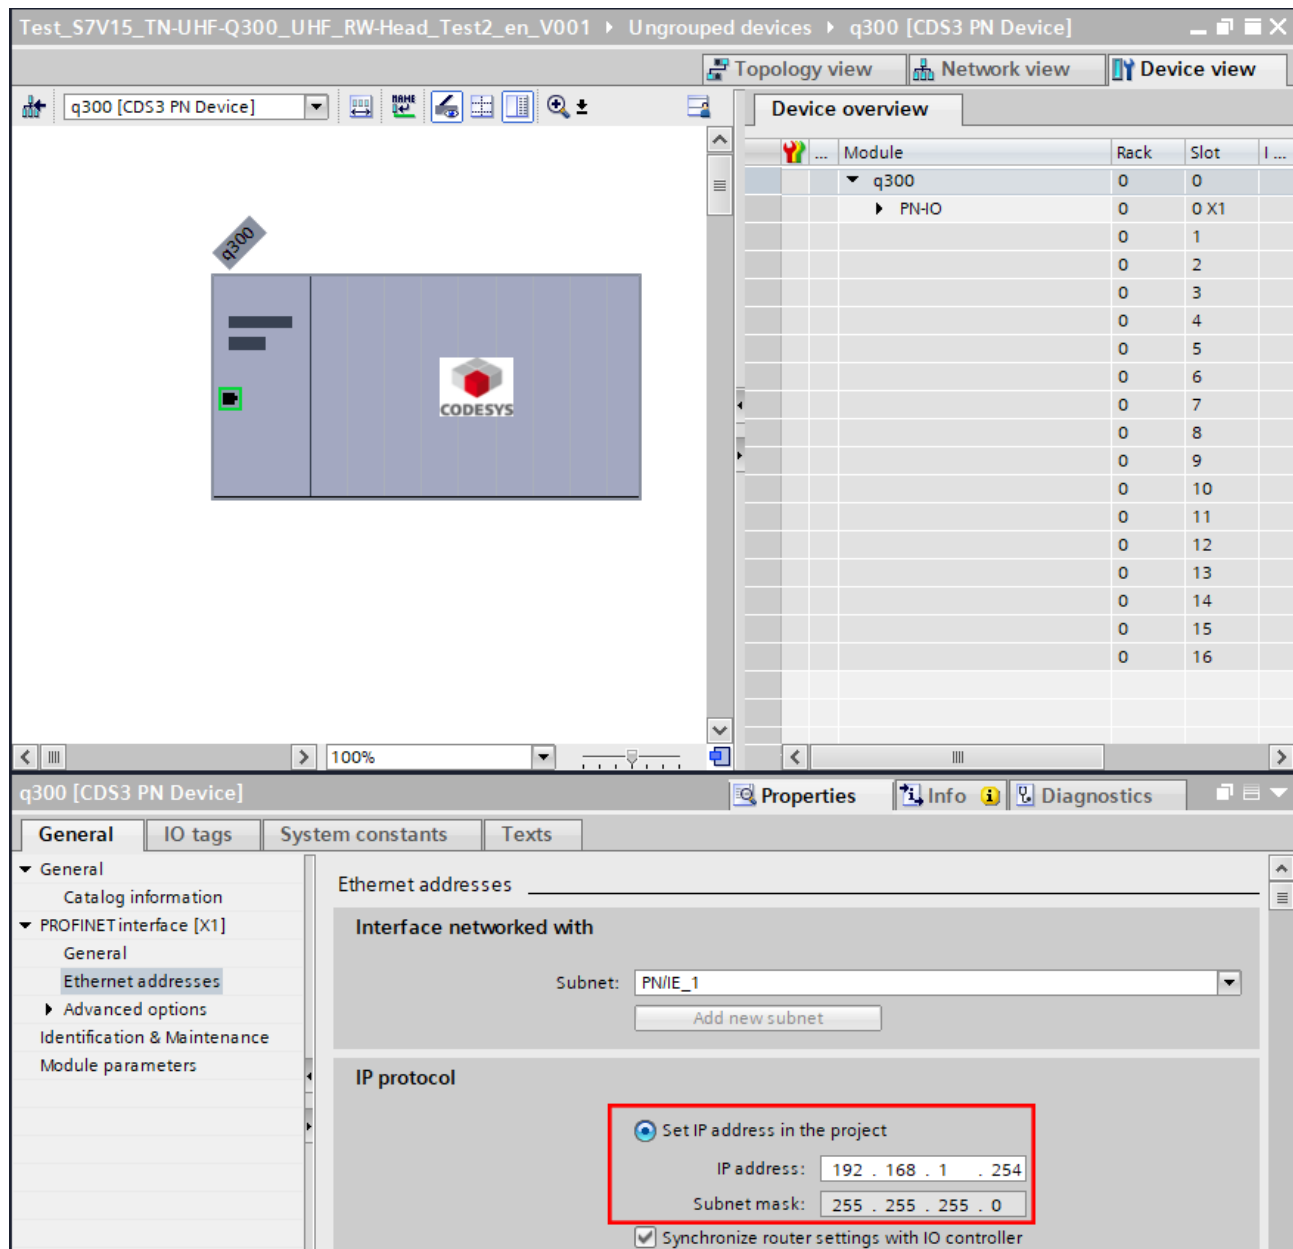 Test_S7V15_TN-UHF-Q300_UHF_RW-Head_Test2_en_V001 ▸ Ungrouped devices ▸ q300 [CDS3 PN Device]
Topology view Network view Device view
q300 [CDS3 PN Device]
NAME
Device overview
... Module Rack Slot I ...
q300 0 0
PN-IO 0 0 X1
0 1
0 2
0 3
0 4
0 5
0 6
0 7
0 8
0 9
0 10
0 11
0 12
0 13
0 14
0 15
0 16
q300
CODESYS
100%
q300 [CDS3 PN Device]
Properties Info Diagnostics
General IO tags System constants Texts
General
Catalog information
PROFINET interface [X1]
General
Ethernet addresses
Advanced options
Identification & Maintenance
Module parameters
Ethernet addresses
Interface networked with
Subnet: PN/IE_1
Add new subnet
IP protocol
Set IP address in the project
IP address: 192 . 168 . 1 . 254
Subnet mask: 255 . 255 . 255 . 0
Synchronize router settings with IO controller